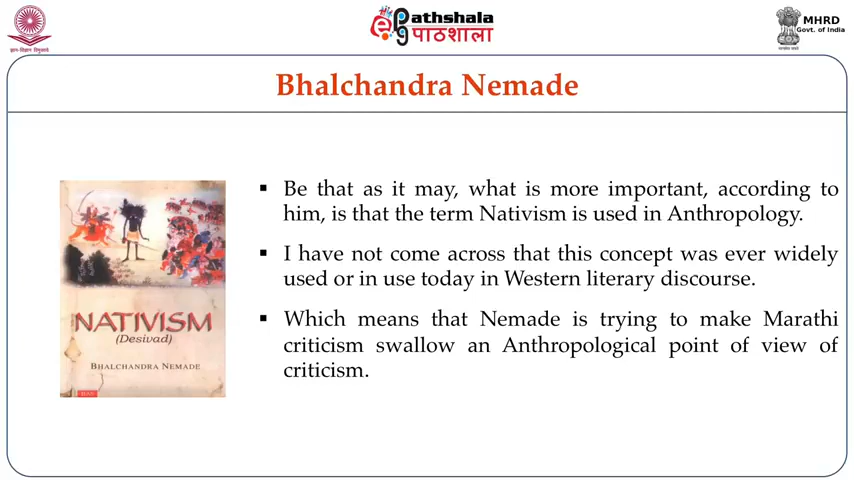 ePathshala
पाठशाला
MHRD
Govt. of India
Bhalchandra Nemade
NATIVISM
(Desivad)
BHALCHANDRA NEMADE
▪ Be that as it may, what is more important, according to
him, is that the term Nativism is used in Anthropology.
▪ I have not come across that this concept was ever widely
used or in use today in Western literary discourse.
▪ Which means that Nemade is trying to make Marathi
criticism swallow an Anthropological point of view of
criticism.